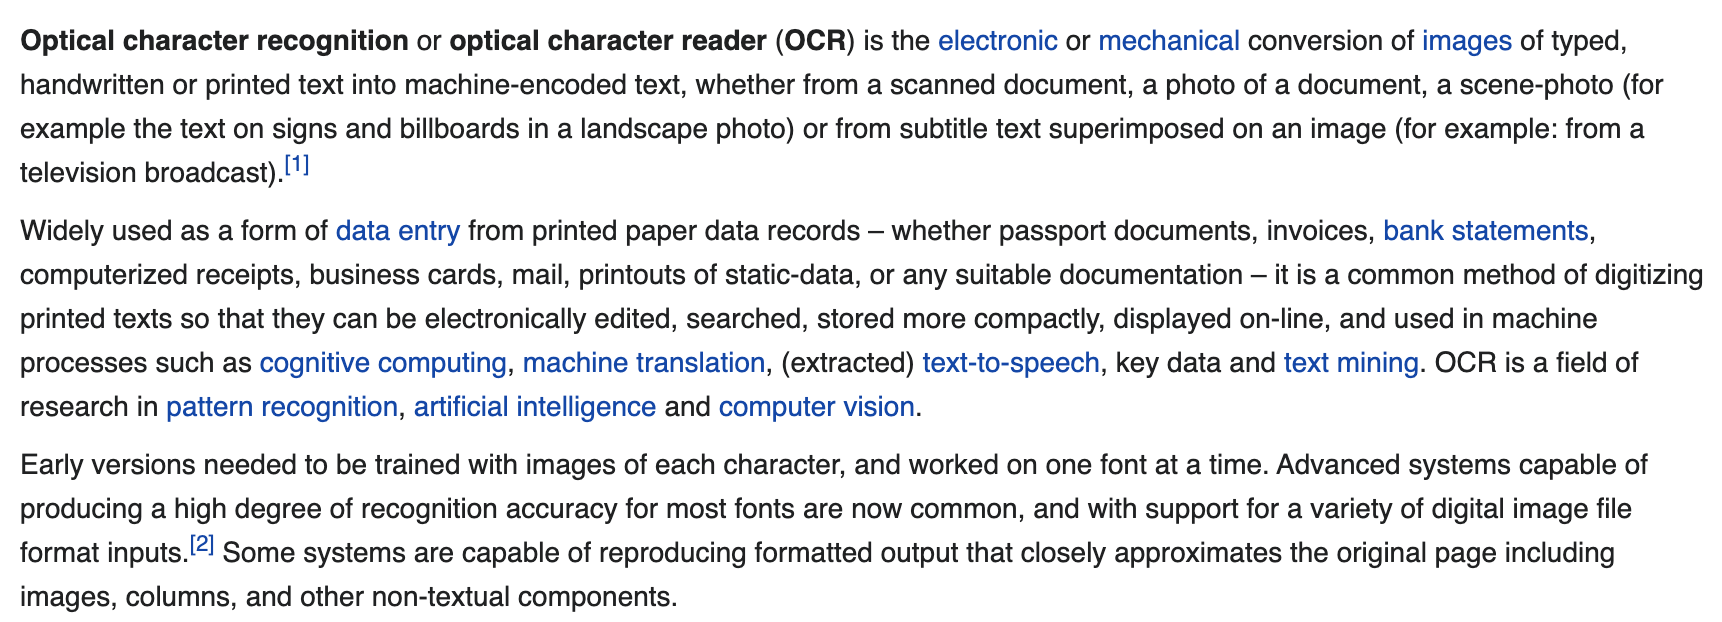 Optical character recognition or optical character reader (OCR) is the electronic or mechanical conversion of images of typed,
handwritten or printed text into machine-encoded text, whether from a scanned document, a photo of a document, a scene-photo (for
example the text on signs and billboards in a landscape photo) or from subtitle text superimposed on an image (for example: from a
television broadcast).[1]
Widely used as a form of data entry from printed paper data records – whether passport documents, invoices, bank statements,
computerized receipts, business cards, mail, printouts of static-data, or any suitable documentation – it is a common method of digitizing
printed texts so that they can be electronically edited, searched, stored more compactly, displayed on-line, and used in machine
processes such as cognitive computing, machine translation, (extracted) text-to-speech, key data and text mining. OCR is a field of
research in pattern recognition, artificial intelligence and computer vision.
Early versions needed to be trained with images of each character, and worked on one font at a time. Advanced systems capable of
producing a high degree of recognition accuracy for most fonts are now common, and with support for a variety of digital image file
format inputs.[2] Some systems are capable of reproducing formatted output that closely approximates the original page including
images, columns, and other non-textual components.